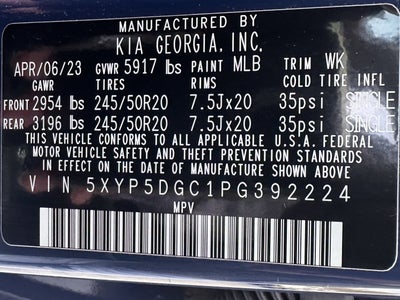 MANUFACTURED BY
KIA GEORGIA, INC.
APR/06/23 GVWR 5917 lbs PAINT MLB TRIM WK
GAWR TIRES RIMS COLD TIRE INFL
FRONT 2954 lbs 245/50R20 7.5Jx20 35psi SINGLE
REAR 3196 lbs 245/50R20 7.5Jx20 35psi SINGLE
THIS VEHICLE CONFORMS TO ALL APPLICABLE U.S.A. FEDERAL
MOTOR VEHICLE SAFETY AND THEFT PREVENTION STANDARDS
IN EFFECT ON THE DATE OF MANUFACTURE SHOWN ABOVE
VIN 5XYP5DGC1PG392224
MPV